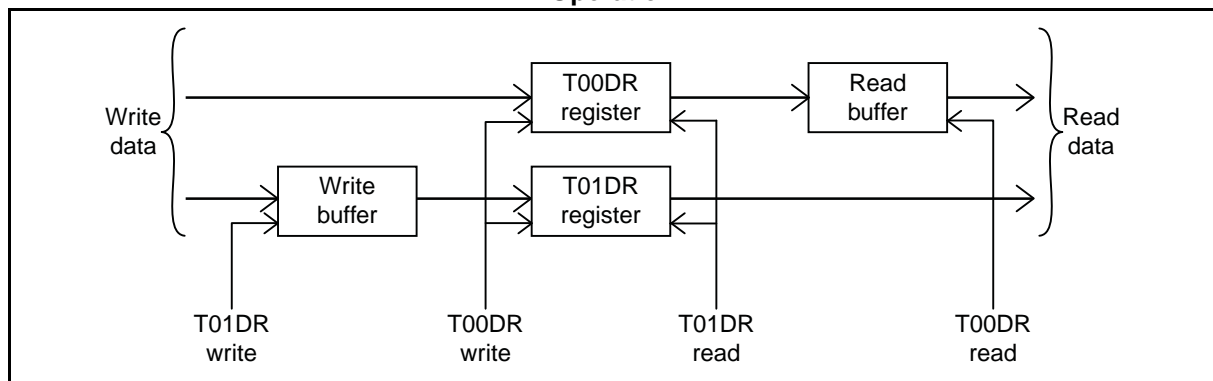 T00DR
register
Read
buffer
Write
data
Read
data
Write
buffer
T01DR
register
T01DR
write
T00DR
write
T01DR
read
T00DR
read